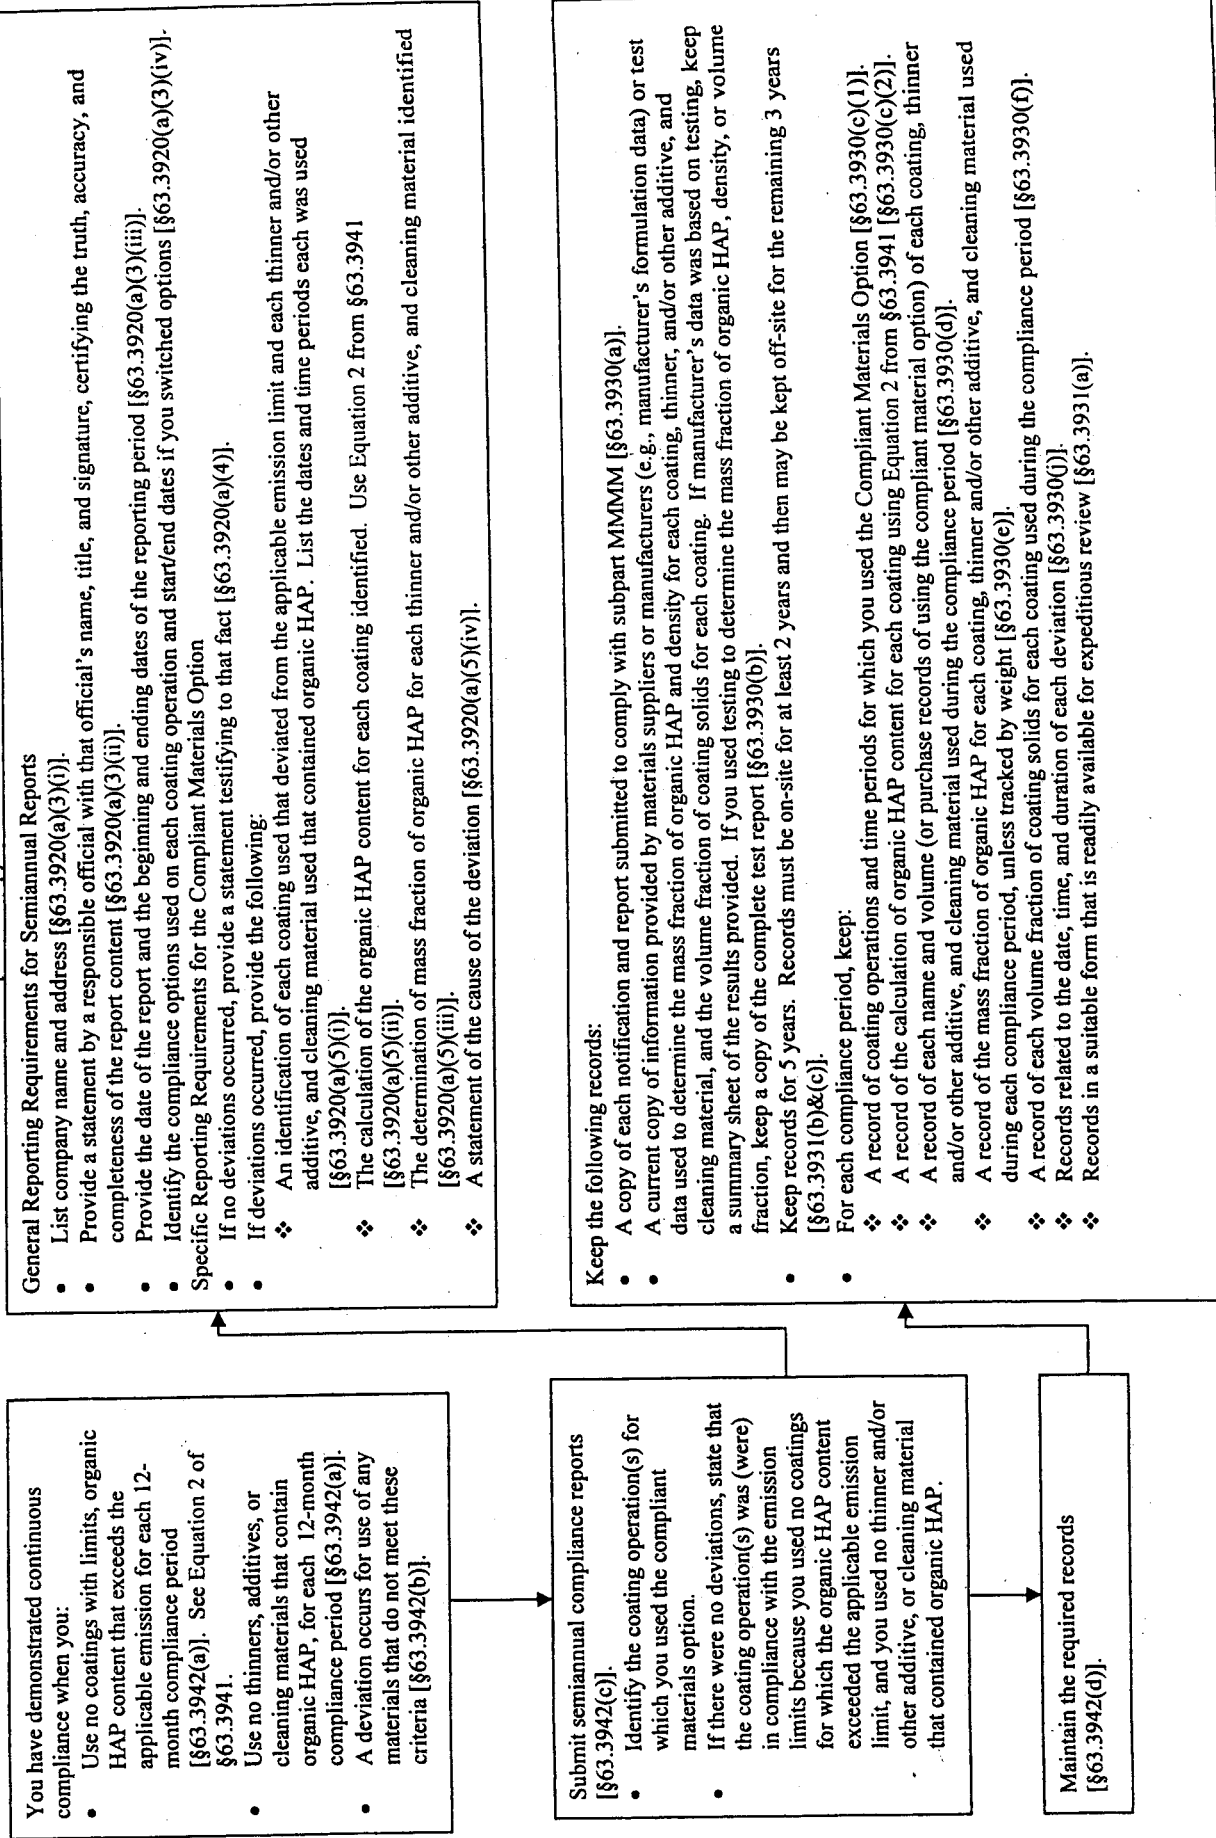 You have demonstrated continuous
compliance when you:
• Use no coatings with limits, organic
HAP content that exceeds the
applicable emission for each 12-
month compliance period
[§63.3942(a)]. See Equation 2 of
§63.3941.
• Use no thinners, additives, or
cleaning materials that contain
organic HAP, for each 12-month
compliance period [§63.3942(a)].
• A deviation occurs for use of any
materials that do not meet these
criteria [§63.3942(b)].
Submit semiannual compliance reports
[§63.3942(c)].
• Identify the coating operation(s) for
which you used the compliant
materials option.
• If there were no deviations, state that
the coating operation(s) was (were)
in compliance with the emission
limits because you used no coatings
for which the organic HAP content
exceeded the applicable emission
limit, and you used no thinner and/or
other additive, or cleaning material
that contained organic HAP.
Maintain the required records
[§63.3942(d)].
General Reporting Requirements for Semiannual Reports
• List company name and address [§63.3920(a)(3)(i)].
• Provide a statement by a responsible official with that official's name, title, and signature, certifying the truth, accuracy, and
completeness of the report content [§63.3920(a)(3)(ii)].
• Provide the date of the report and the beginning and ending dates of the reporting period [§63.3920(a)(3)(iii)].
• Identify the compliance options used on each coating operation and start/end dates if you switched options [§63.3920(a)(3)(iv)].
Specific Reporting Requirements for the Compliant Materials Option
• If no deviations occurred, provide a statement testifying to that fact [§63.3920(a)(4)].
• If deviations occurred, provide the following:
❖ An identification of each coating used that deviated from the applicable emission limit and each thinner and/or other
additive, and cleaning material used that contained organic HAP. List the dates and time periods each was used
[§63.3920(a)(5)(i)].
❖ The calculation of the organic HAP content for each coating identified. Use Equation 2 from §63.3941
[§63.3920(a)(5)(ii)].
❖ The determination of mass fraction of organic HAP for each thinner and/or other additive, and cleaning material identified
[§63.3920(a)(5)(iii)].
❖ A statement of the cause of the deviation [§63.3920(a)(5)(iv)].
Keep the following records:
• A copy of each notification and report submitted to comply with subpart MMMM [§63.3930(a)].
• A current copy of information provided by materials suppliers or manufacturers (e.g., manufacturer's formulation data) or test
data used to determine the mass fraction of organic HAP and density for each coating, thinner, and/or other additive, and
cleaning material, and the volume fraction of coating solids for each coating. If manufacturer's data was based on testing, keep
a summary sheet of the results provided. If you used testing to determine the mass fraction of organic HAP, density, or volume
fraction, keep a copy of the complete test report [§63.3930(b)].
• Keep records for 5 years. Records must be on-site for at least 2 years and then may be kept off-site for the remaining 3 years
[§63.3931(b)&(c)].
• For each compliance period, keep:
❖ A record of coating operations and time periods for which you used the Compliant Materials Option [§63.3930(c)(1)].
❖ A record of the calculation of organic HAP content for each coating using Equation 2 from §63.3941 [§63.3930(c)(2)].
❖ A record of each name and volume (or purchase records of using the compliant material option) of each coating, thinner
and/or other additive, and cleaning material used during the compliance period [§63.3930(d)].
❖ A record of the mass fraction of organic HAP for each coating, thinner and/or other additive, and cleaning material used
during each compliance period, unless tracked by weight [§63.3930(e)].
❖ A record of each volume fraction of coating solids for each coating used during the compliance period [§63.3930(f)].
❖ Records related to the date, time, and duration of each deviation [§63.3930(j)].
❖ Records in a suitable form that is readily available for expeditious review [§63.3931(a)].